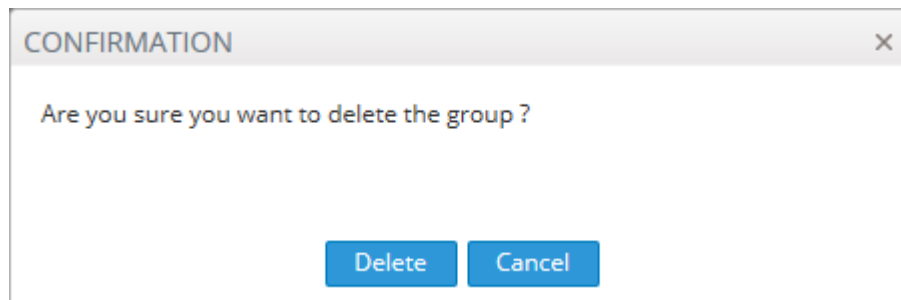 CONFIRMATION
Are you sure you want to delete the group ?
Delete Cancel